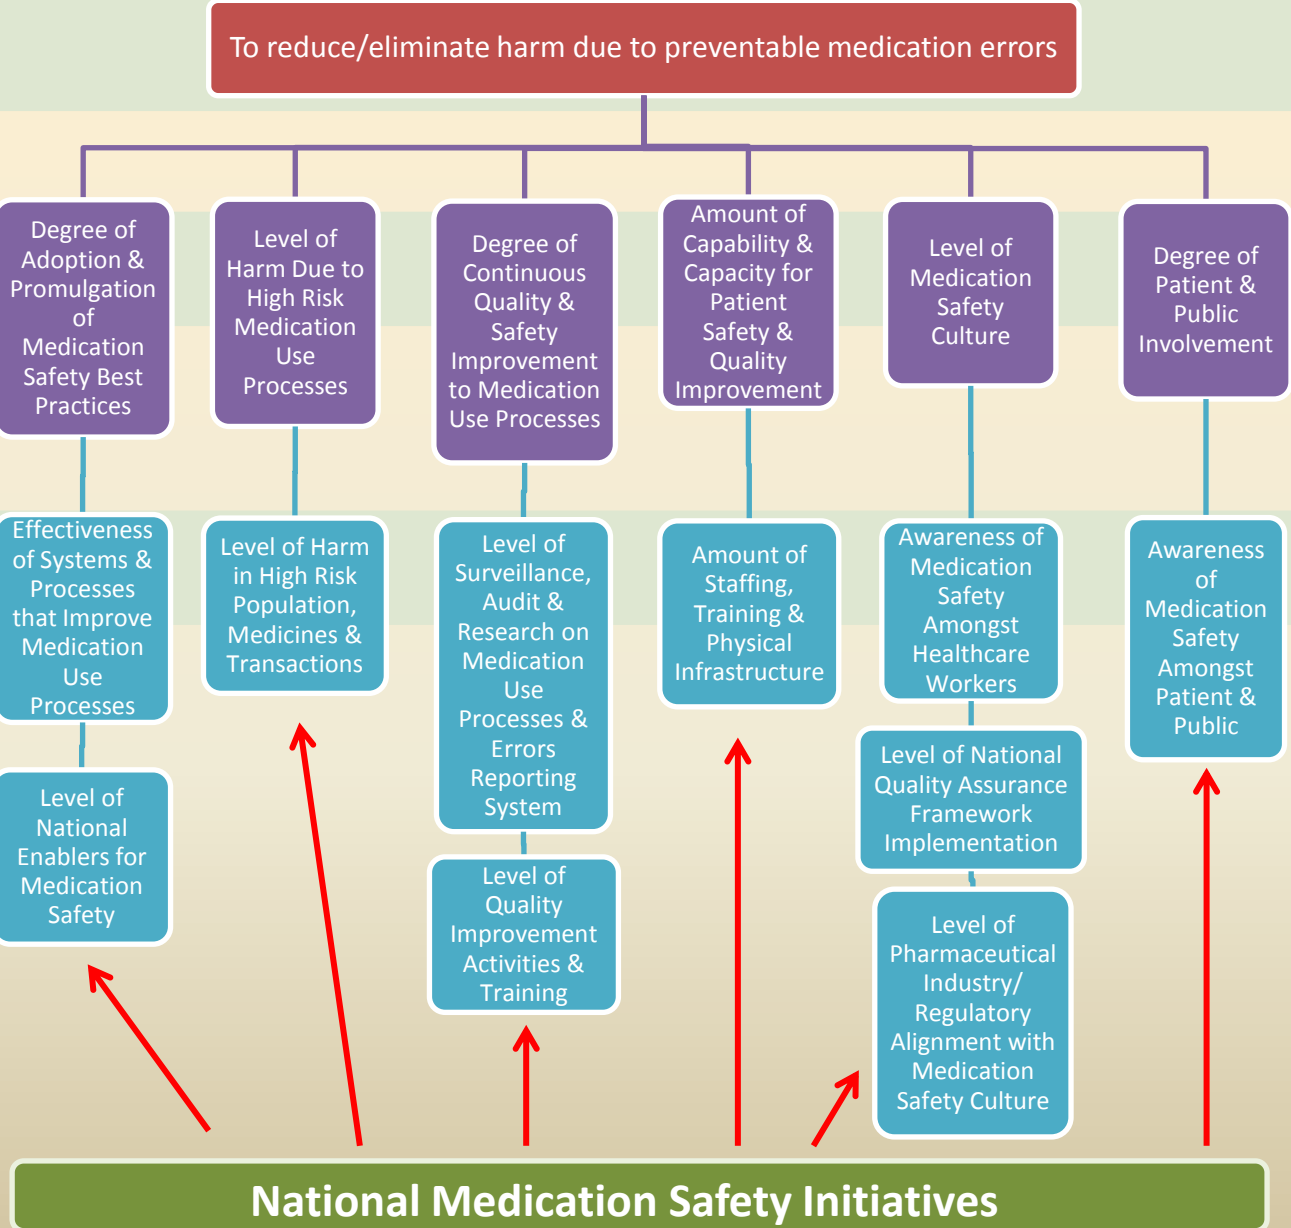 To reduce/eliminate harm due to preventable medication errors
Degree of
Adoption &
Promulgation
of
Medication
Safety Best
Practices
Level of
Harm Due to
High Risk
Medication
Use
Processes
Degree of
Continuous
Quality &
Safety
Improvement
to Medication
Use Processes
Amount of
Capability &
Capacity for
Patient
Safety &
Quality
Improvement
Level of
Medication
Safety
Culture
Degree of
Patient &
Public
Involvement
Effectiveness
of Systems &
Processes
that Improve
Medication
Use
Processes
Level of Harm
in High Risk
Population,
Medicines &
Transactions
Level of
Surveillance,
Audit &
Research on
Medication
Use
Processes &
Errors
Reporting
System
Amount of
Staffing,
Training &
Physical
Infrastructure
Awareness of
Medication
Safety
Amongst
Healthcare
Workers
Awareness
of
Medication
Safety
Amongst
Patient &
Public
Level of
National
Enablers for
Medication
Safety
Level of
Quality
Improvement
Activities &
Training
Level of National
Quality Assurance
Framework
Implementation
Level of
Pharmaceutical
Industry/
Regulatory
Alignment with
Medication
Safety Culture
National Medication Safety Initiatives